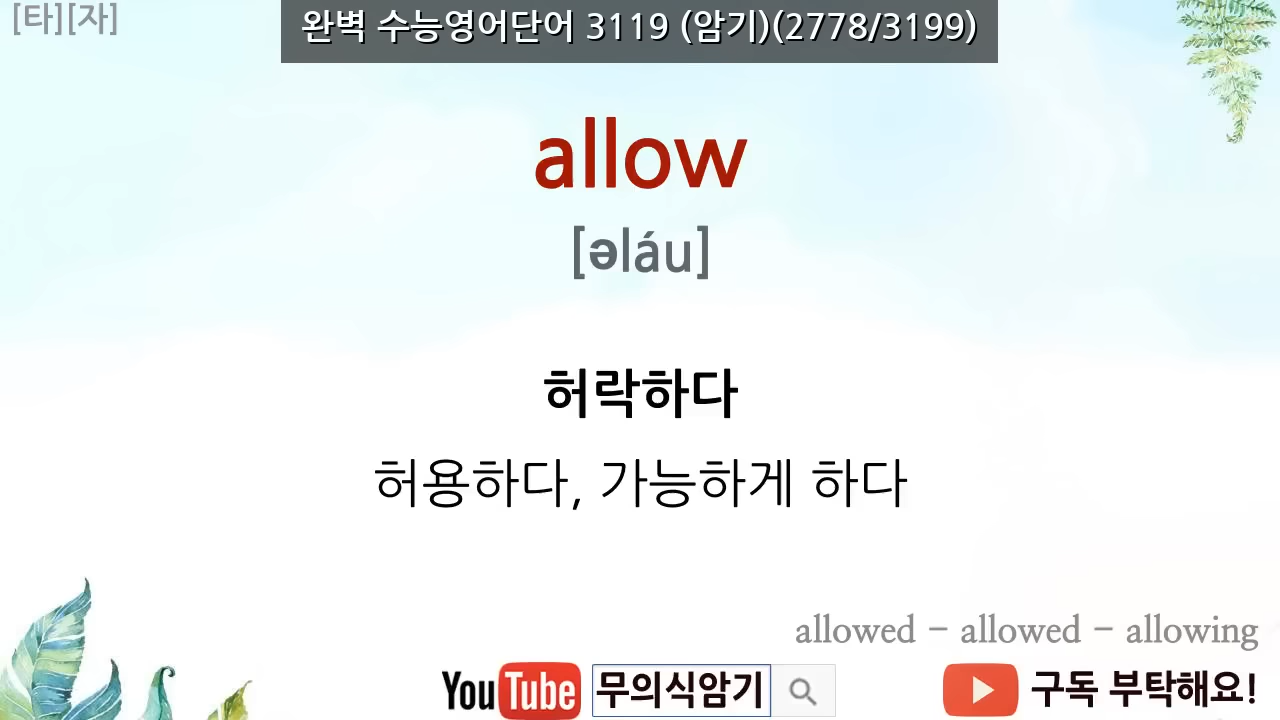 [타][자]
완벽 수능영어단어 3119 (암기)(2778/3199)
allow
[əláu]
허락하다
허용하다, 가능하게 하다
allowed - allowed - allowing
YouTube 무의식암기 구독 부탁해요!